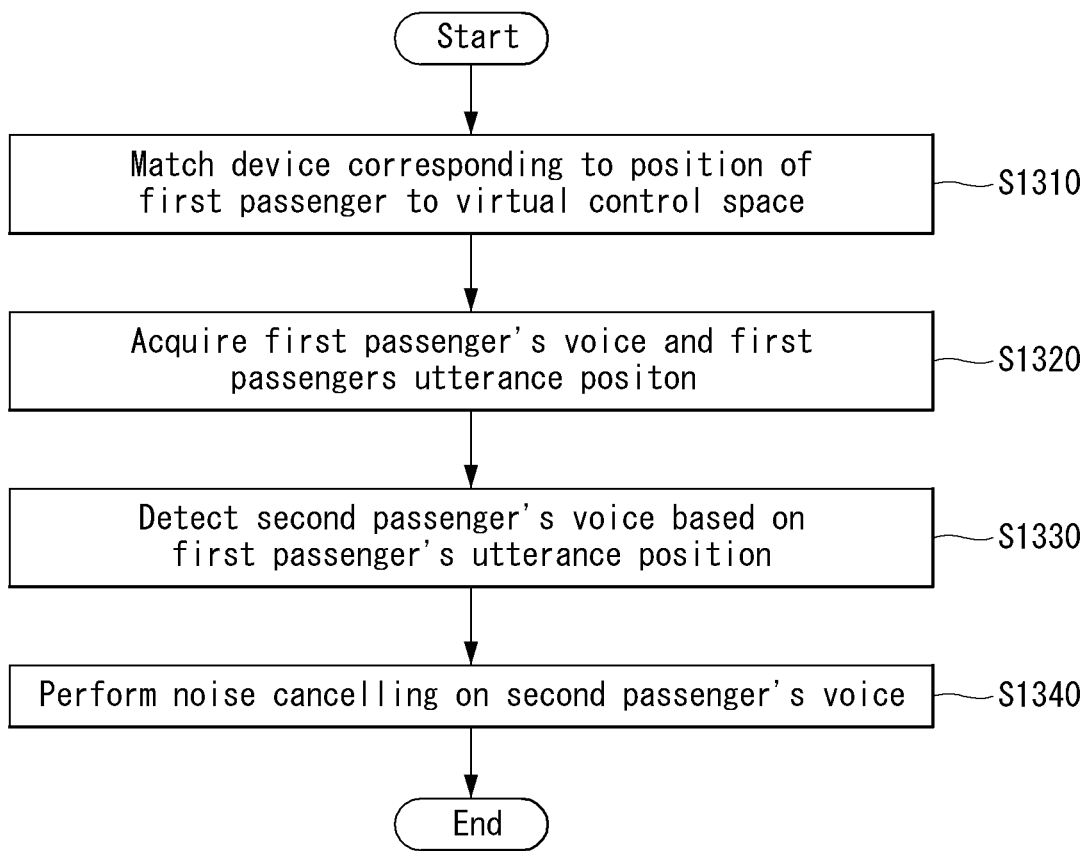 Start
Match device corresponding to position of
first passenger to virtual control space
S1310
Acquire first passenger's voice and first
passengers utterance positon
S1320
Detect second passenger's voice based on
first passenger's utterance position
S1330
Perform noise cancelling on second passenger's voice
S1340
End